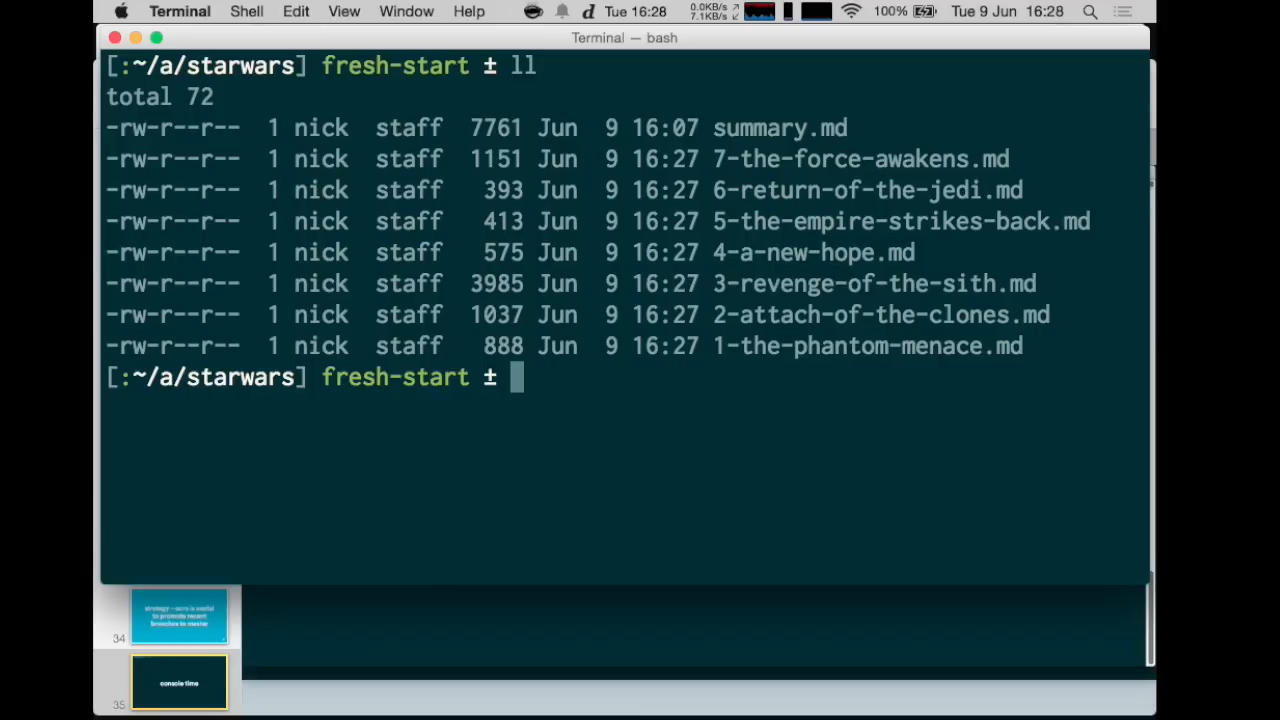 Terminal Shell Edit View Window Help d Tue 16:28 0.0KB/s 7.1KB/s 100% Tue 9 Jun 16:28
Terminal — bash
[:~/a/starwars] fresh-start ± ll
total 72
-rw-r--r-- 1 nick staff 7761 Jun 9 16:07 summary.md
-rw-r--r-- 1 nick staff 1151 Jun 9 16:27 7-the-force-awakens.md
-rw-r--r-- 1 nick staff 393 Jun 9 16:27 6-return-of-the-jedi.md
-rw-r--r-- 1 nick staff 413 Jun 9 16:27 5-the-empire-strikes-back.md
-rw-r--r-- 1 nick staff 575 Jun 9 16:27 4-a-new-hope.md
-rw-r--r-- 1 nick staff 3985 Jun 9 16:27 3-revenge-of-the-sith.md
-rw-r--r-- 1 nick staff 1037 Jun 9 16:27 2-attach-of-the-clones.md
-rw-r--r-- 1 nick staff 888 Jun 9 16:27 1-the-phantom-menace.md
[:~/a/starwars] fresh-start ±
to promote recent
34
console time
35